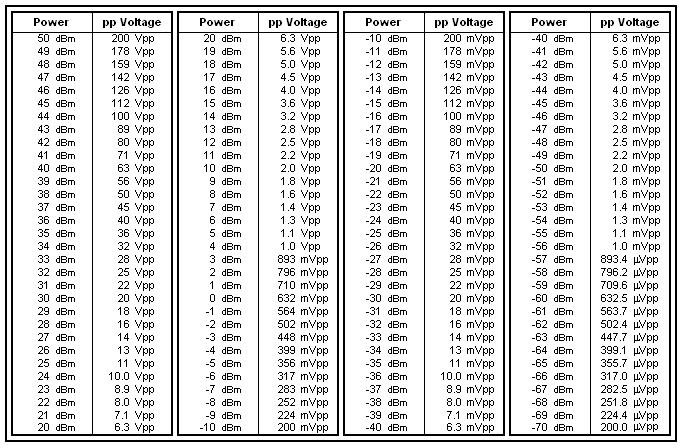 Power pp Voltage Power pp Voltage Power pp Voltage Power pp Voltage
50 dBm 200 Vpp 20 dBm 6.3 Vpp -10 dBm 200 mVpp -40 dBm 6.3 mVpp
49 dBm 178 Vpp 19 dBm 5.6 Vpp -11 dBm 178 mVpp -41 dBm 5.6 mVpp
48 dBm 159 Vpp 18 dBm 5.0 Vpp -12 dBm 159 mVpp -42 dBm 5.0 mVpp
47 dBm 142 Vpp 17 dBm 4.5 Vpp -13 dBm 142 mVpp -43 dBm 4.5 mVpp
46 dBm 126 Vpp 16 dBm 4.0 Vpp -14 dBm 126 mVpp -44 dBm 4.0 mVpp
45 dBm 112 Vpp 15 dBm 3.6 Vpp -15 dBm 112 mVpp -45 dBm 3.6 mVpp
44 dBm 100 Vpp 14 dBm 3.2 Vpp -16 dBm 100 mVpp -46 dBm 3.2 mVpp
43 dBm 89 Vpp 13 dBm 2.8 Vpp -17 dBm 89 mVpp -47 dBm 2.8 mVpp
42 dBm 80 Vpp 12 dBm 2.5 Vpp -18 dBm 80 mVpp -48 dBm 2.5 mVpp
41 dBm 71 Vpp 11 dBm 2.2 Vpp -19 dBm 71 mVpp -49 dBm 2.2 mVpp
40 dBm 63 Vpp 10 dBm 2.0 Vpp -20 dBm 63 mVpp -50 dBm 2.0 mVpp
39 dBm 56 Vpp 9 dBm 1.8 Vpp -21 dBm 56 mVpp -51 dBm 1.8 mVpp
38 dBm 50 Vpp 8 dBm 1.6 Vpp -22 dBm 50 mVpp -52 dBm 1.6 mVpp
37 dBm 45 Vpp 7 dBm 1.4 Vpp -23 dBm 45 mVpp -53 dBm 1.4 mVpp
36 dBm 40 Vpp 6 dBm 1.3 Vpp -24 dBm 40 mVpp -54 dBm 1.3 mVpp
35 dBm 36 Vpp 5 dBm 1.1 Vpp -25 dBm 36 mVpp -55 dBm 1.1 mVpp
34 dBm 32 Vpp 4 dBm 1.0 Vpp -26 dBm 32 mVpp -56 dBm 1.0 mVpp
33 dBm 28 Vpp 3 dBm 893 mVpp -27 dBm 28 mVpp -57 dBm 893.4 µVpp
32 dBm 25 Vpp 2 dBm 796 mVpp -28 dBm 25 mVpp -58 dBm 796.2 µVpp
31 dBm 22 Vpp 1 dBm 710 mVpp -29 dBm 22 mVpp -59 dBm 709.6 µVpp
30 dBm 20 Vpp 0 dBm 632 mVpp -30 dBm 20 mVpp -60 dBm 632.5 µVpp
29 dBm 18 Vpp -1 dBm 564 mVpp -31 dBm 18 mVpp -61 dBm 563.7 µVpp
28 dBm 16 Vpp -2 dBm 502 mVpp -32 dBm 16 mVpp -62 dBm 502.4 µVpp
27 dBm 14 Vpp -3 dBm 448 mVpp -33 dBm 14 mVpp -63 dBm 447.7 µVpp
26 dBm 13 Vpp -4 dBm 399 mVpp -34 dBm 13 mVpp -64 dBm 399.1 µVpp
25 dBm 11 Vpp -5 dBm 356 mVpp -35 dBm 11 mVpp -65 dBm 355.7 µVpp
24 dBm 10.0 Vpp -6 dBm 317 mVpp -36 dBm 10.0 mVpp -66 dBm 317.0 µVpp
23 dBm 8.9 Vpp -7 dBm 283 mVpp -37 dBm 8.9 mVpp -67 dBm 282.5 µVpp
22 dBm 8.0 Vpp -8 dBm 252 mVpp -38 dBm 8.0 mVpp -68 dBm 251.8 µVpp
21 dBm 7.1 Vpp -9 dBm 224 mVpp -39 dBm 7.1 mVpp -69 dBm 224.4 µVpp
20 dBm 6.3 Vpp -10 dBm 200 mVpp -40 dBm 6.3 mVpp -70 dBm 200.0 µVpp